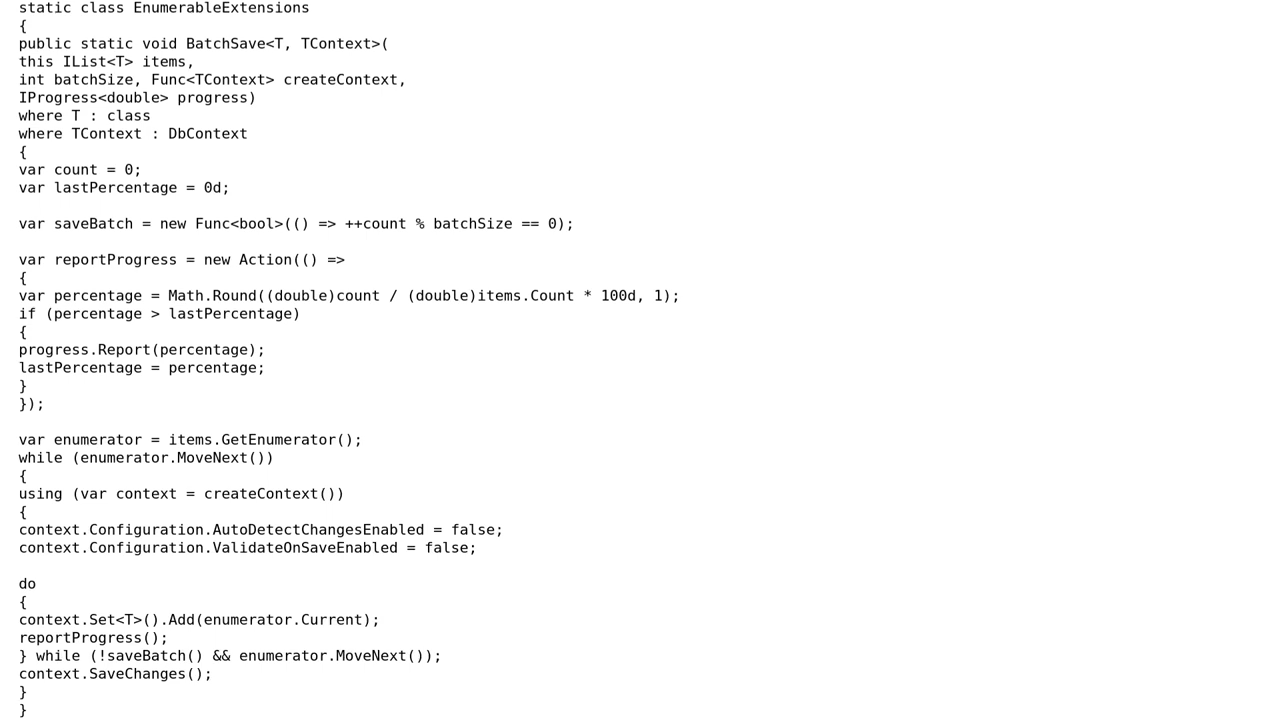 static class EnumerableExtensions
{
public static void BatchSave<T, TContext>(
this IList<T> items,
int batchSize, Func<TContext> createContext,
IProgress<double> progress)
where T : class
where TContext : DbContext
{
var count = 0;
var lastPercentage = 0d;

var saveBatch = new Func<bool>(() => ++count % batchSize == 0);

var reportProgress = new Action(() =>
{
var percentage = Math.Round((double)count / (double)items.Count * 100d, 1);
if (percentage > lastPercentage)
{
progress.Report(percentage);
lastPercentage = percentage;
}
});

var enumerator = items.GetEnumerator();
while (enumerator.MoveNext())
{
using (var context = createContext())
{
context.Configuration.AutoDetectChangesEnabled = false;
context.Configuration.ValidateOnSaveEnabled = false;

do
{
context.Set<T>().Add(enumerator.Current);
reportProgress();
} while (!saveBatch() && enumerator.MoveNext());
context.SaveChanges();
}
}